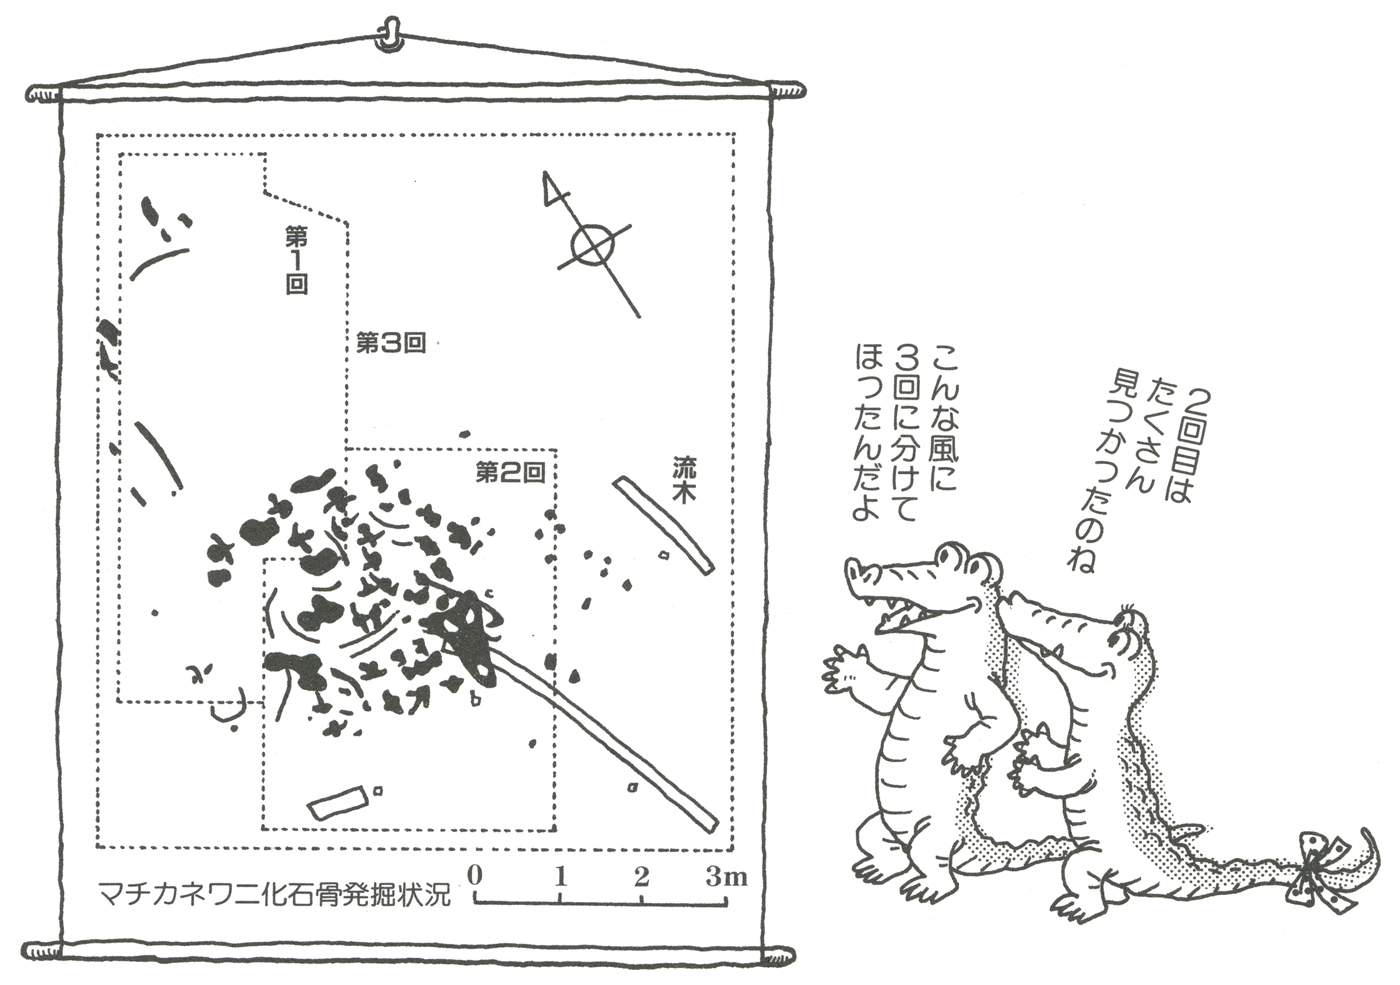 第1回
第3回
第2回
流木
c
b
a
a
マチカネワニ化石骨発掘状況
0 1 2 3m
こんな風に
3回に分けて
ほったんだよ
2回目は
たくさん
見つかつたのね